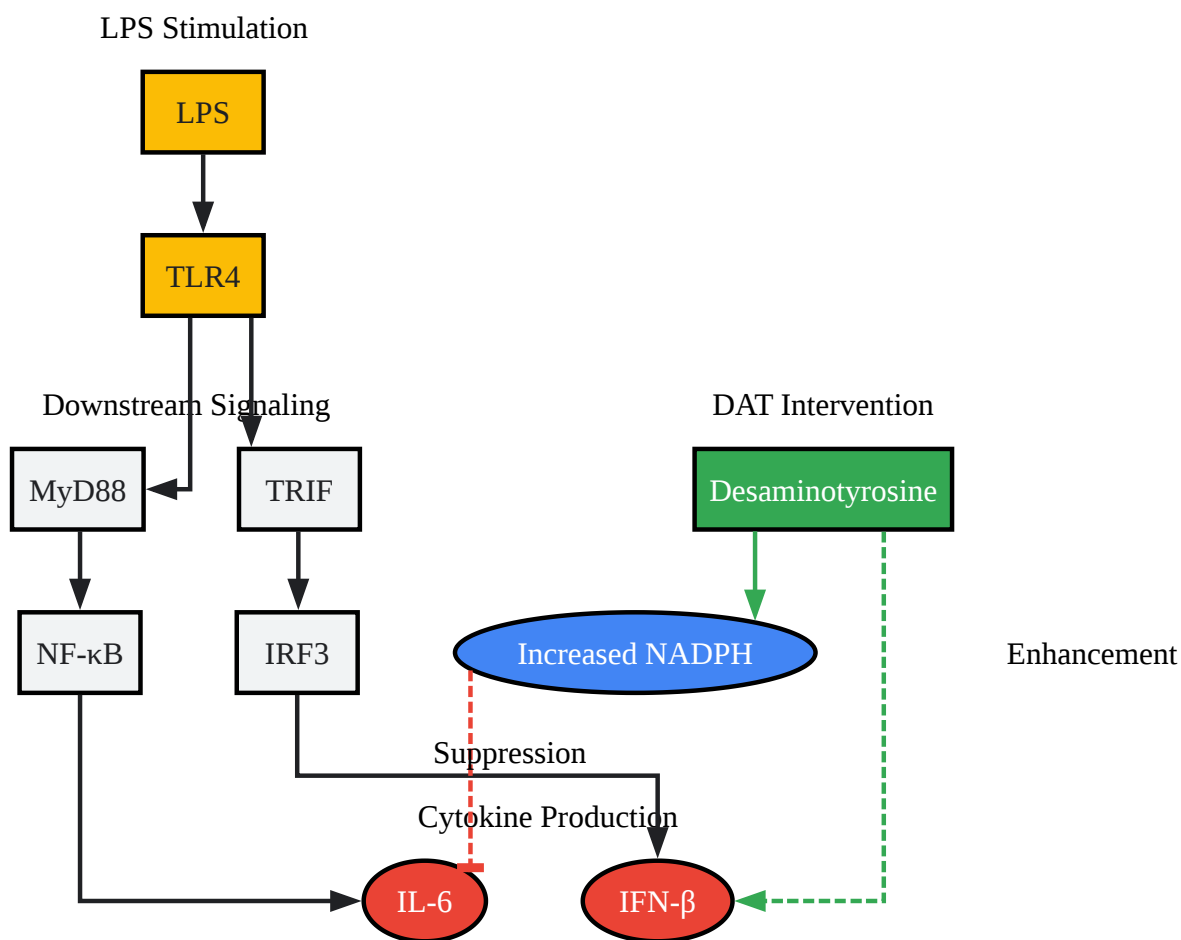 LPS Stimulation
LPS
TLR4
Downstream Signaling
DAT Intervention
MyD88
TRIF
Desaminotyrosine
NF-κB
IRF3
Increased NADPH
Enhancement
Suppression
Cytokine Production
IL-6
IFN-β